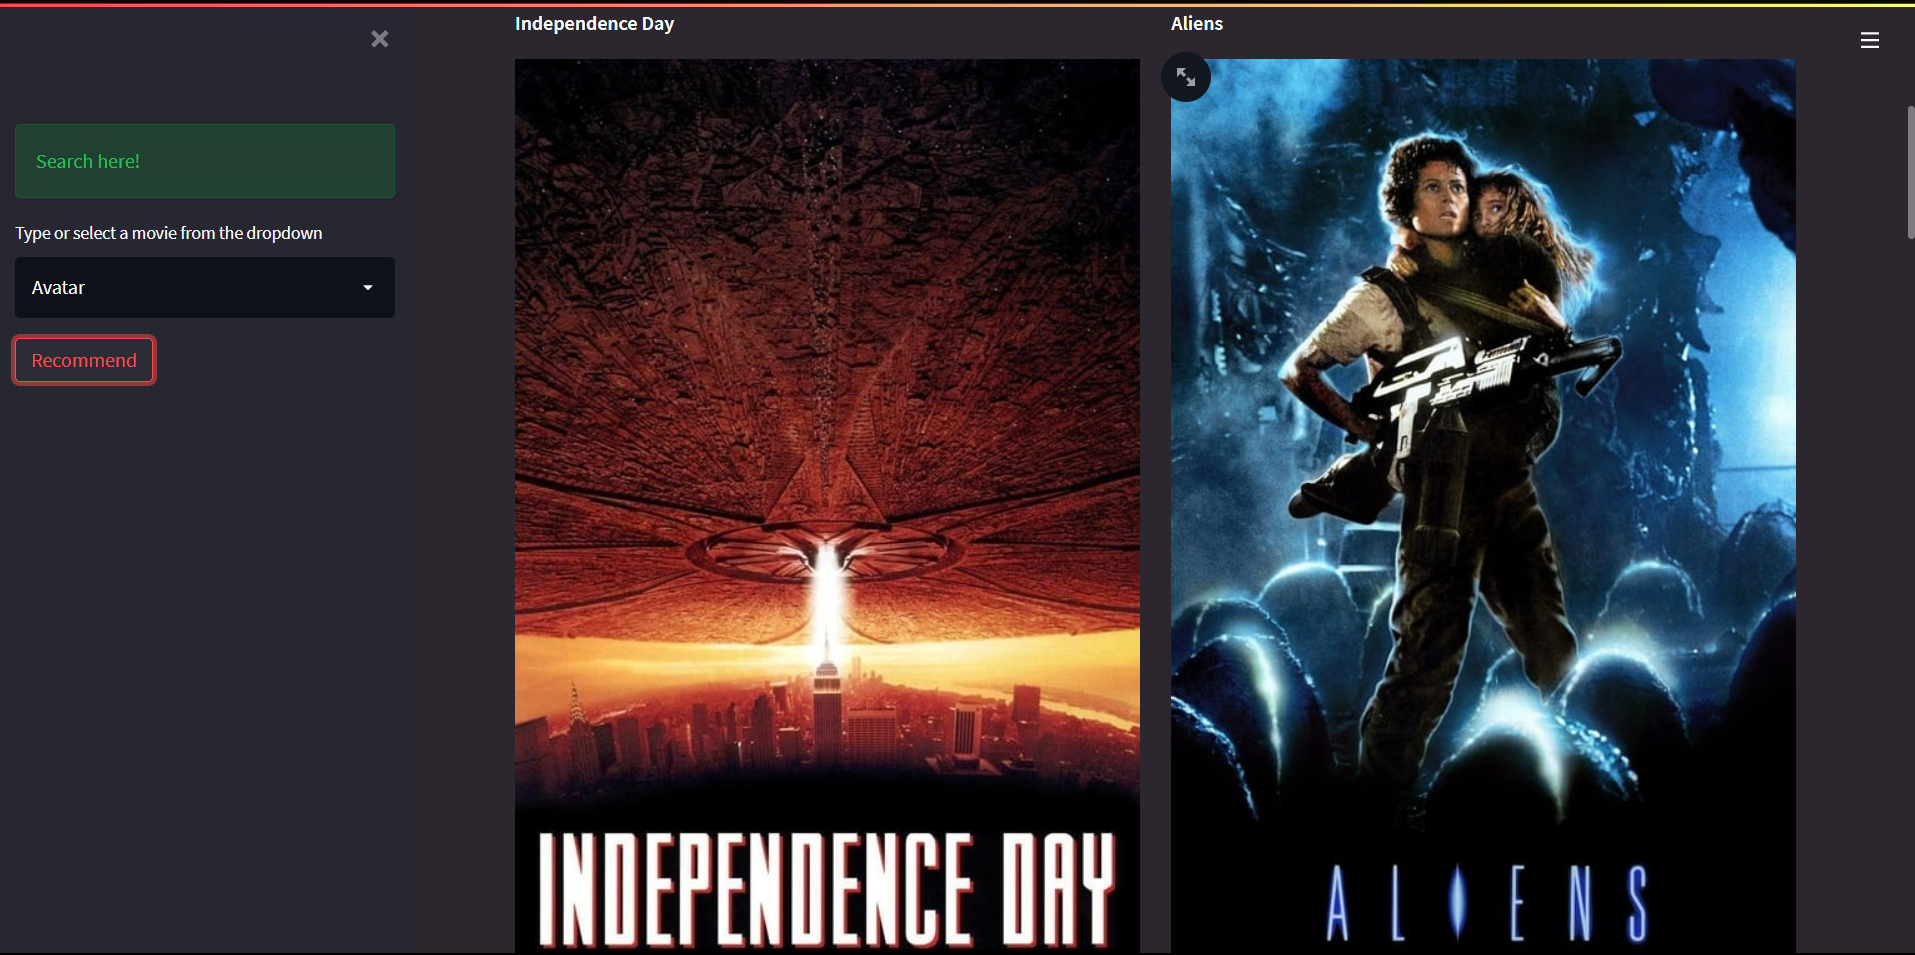 Search here!
Type or select a movie from the dropdown
Avatar
Recommend
Independence Day
INDEPENDENCE DAY
Aliens
ALIENS